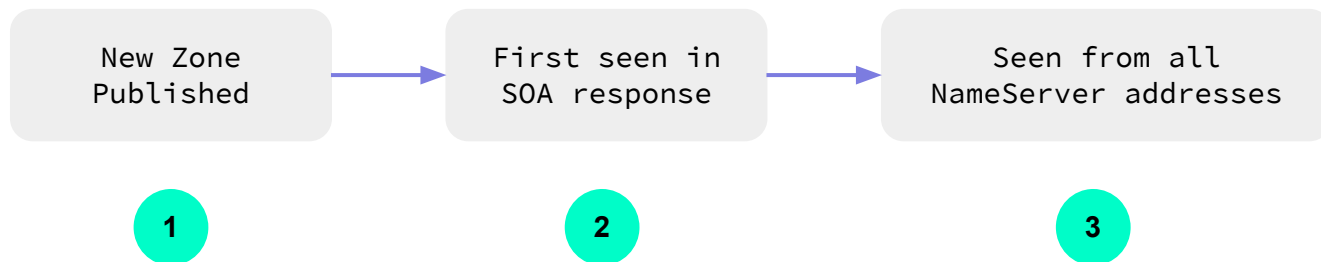 New Zone
Published
First seen in
SOA response
Seen from all
NameServer addresses
1
2
3